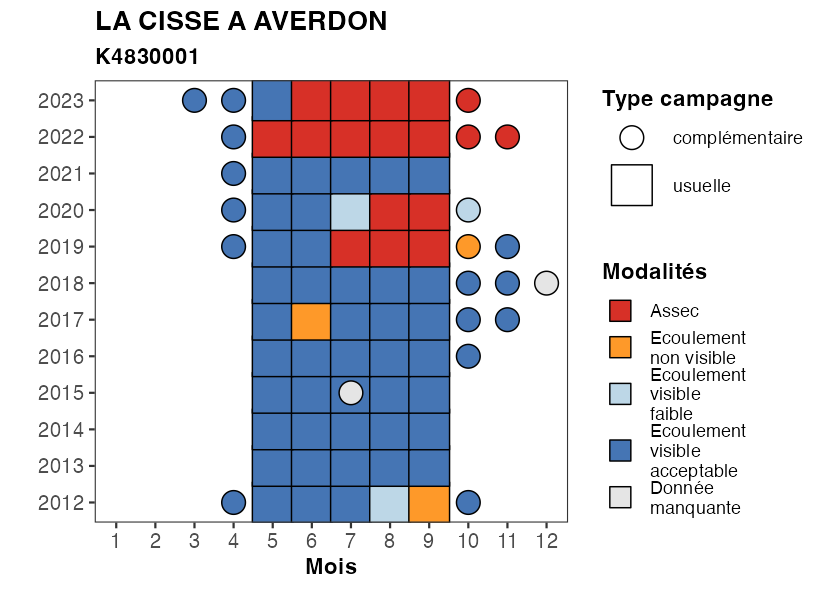 LA CISSE A AVERDON
K4830001
2023
2022
2021
2020
2019
2018
2017
2016
2015
2014
2013
2012
1 2 3 4 5 6 7 8 9 10 11 12
Mois
Type campagne
complémentaire
usuelle
Modalités
Assec
Ecoulement
non visible
Ecoulement
visible
faible
Ecoulement
visible
acceptable
Donnée
manquante